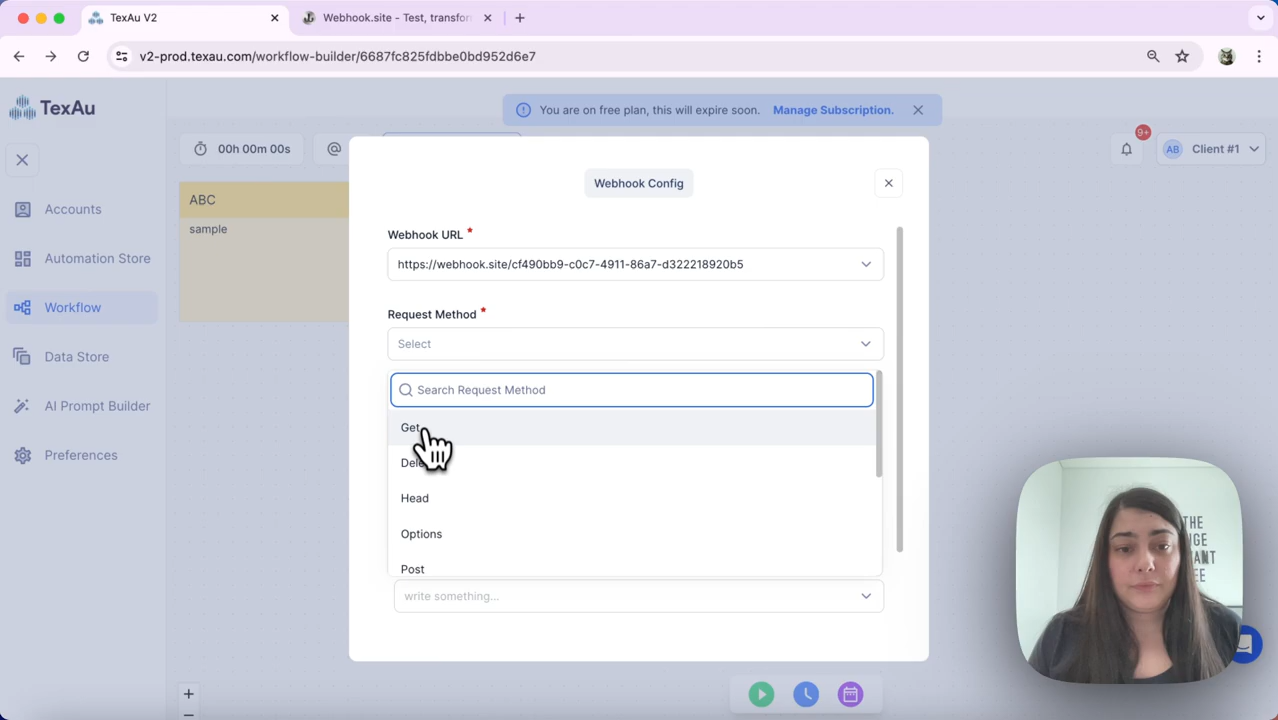 TexAu V2
Webhook.site - Test, transfor
v2-prod.texau.com/workflow-builder/6687fc825fdbbe0bd952d6e7
TexAu
You are on free plan, this will expire soon. Manage Subscription.
00h 00m 00s
@
9+
AB Client #1
Accounts
Automation Store
Workflow
Data Store
AI Prompt Builder
Preferences
ABC
sample
Webhook Config
Webhook URL *
https://webhook.site/cf490bb9-c0c7-4911-86a7-d322218920b5
Request Method *
Select
Search Request Method
Get
Head
Options
Post
write something...
THE